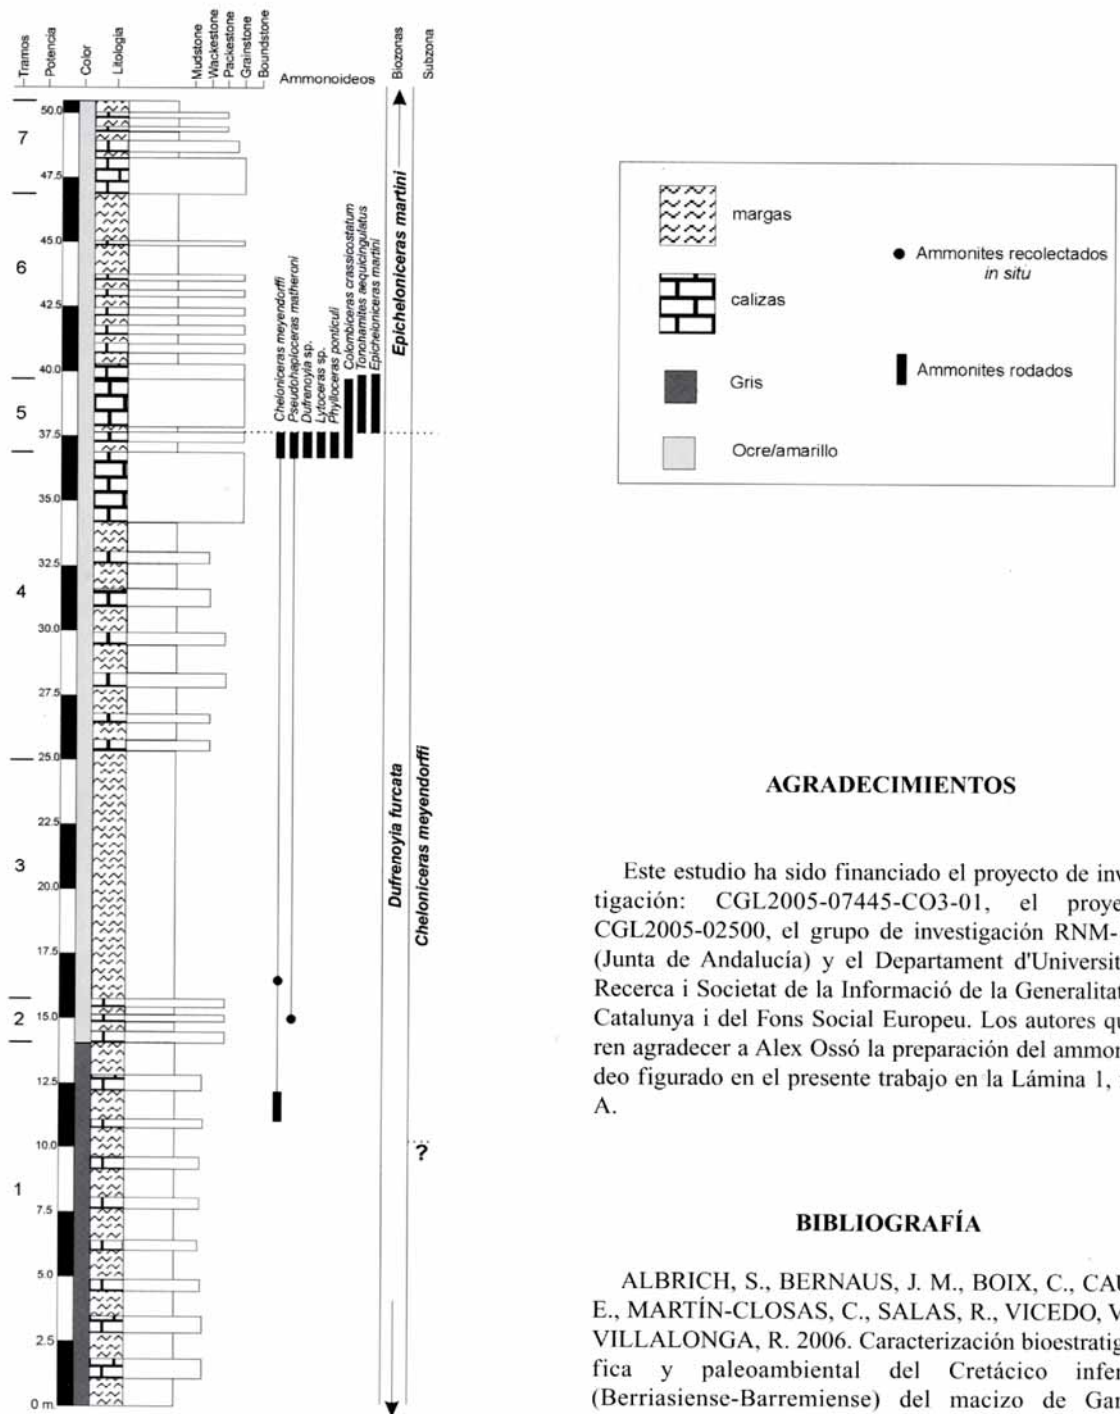 Tramos
Potencia
Color
Litología
Mudstone
Wackestone
Packestone
Grainstone
Boundstone
Ammonoideos
Biozonas
Subzona
50.0
7
47.5
45.0
6
42.5
40.0
5
37.5
35.0
32.5
4
30.0
27.5
25.0
22.5
3
20.0
17.5
2
15.0
12.5
10.0
1
7.5
5.0
2.5
0 m.
Cheloniceras meyendorffi
Pseudohaploceras matheroni
Dufrenoyia sp.
Lytoceras sp.
Phylloceras ponticuli
Colombiceras crassicostatum
Tonohamites aequicingulatus
Epicheloniceras martini
Epicheloniceras martini
Dufrenoyia furcata
Cheloniceras meyendorffi
?
margas
calizas
Gris
Ocre/amarillo
Ammonites recolectados
in situ
Ammonites rodados
AGRADECIMIENTOS
Este estudio ha sido financiado el proyecto de inv
tigación: CGL2005-07445-CO3-01, el proye
CGL2005-02500, el grupo de investigación RNM-
(Junta de Andalucía) y el Departament d'Universit
Recerca i Societat de la Informació de la Generalitat
Catalunya i del Fons Social Europeu. Los autores qu
ren agradecer a Alex Ossó la preparación del ammon
deo figurado en el presente trabajo en la Lámina 1,
A.
BIBLIOGRAFÍA
ALBRICH, S., BERNAUS, J. M., BOIX, C., CAU
E., MARTÍN-CLOSAS, C., SALAS, R., VICEDO, V
VILLALONGA, R. 2006. Caracterización bioestratig
fica y paleoambiental del Cretácico infer
(Berriasiense-Barremiense) del macizo de Gar